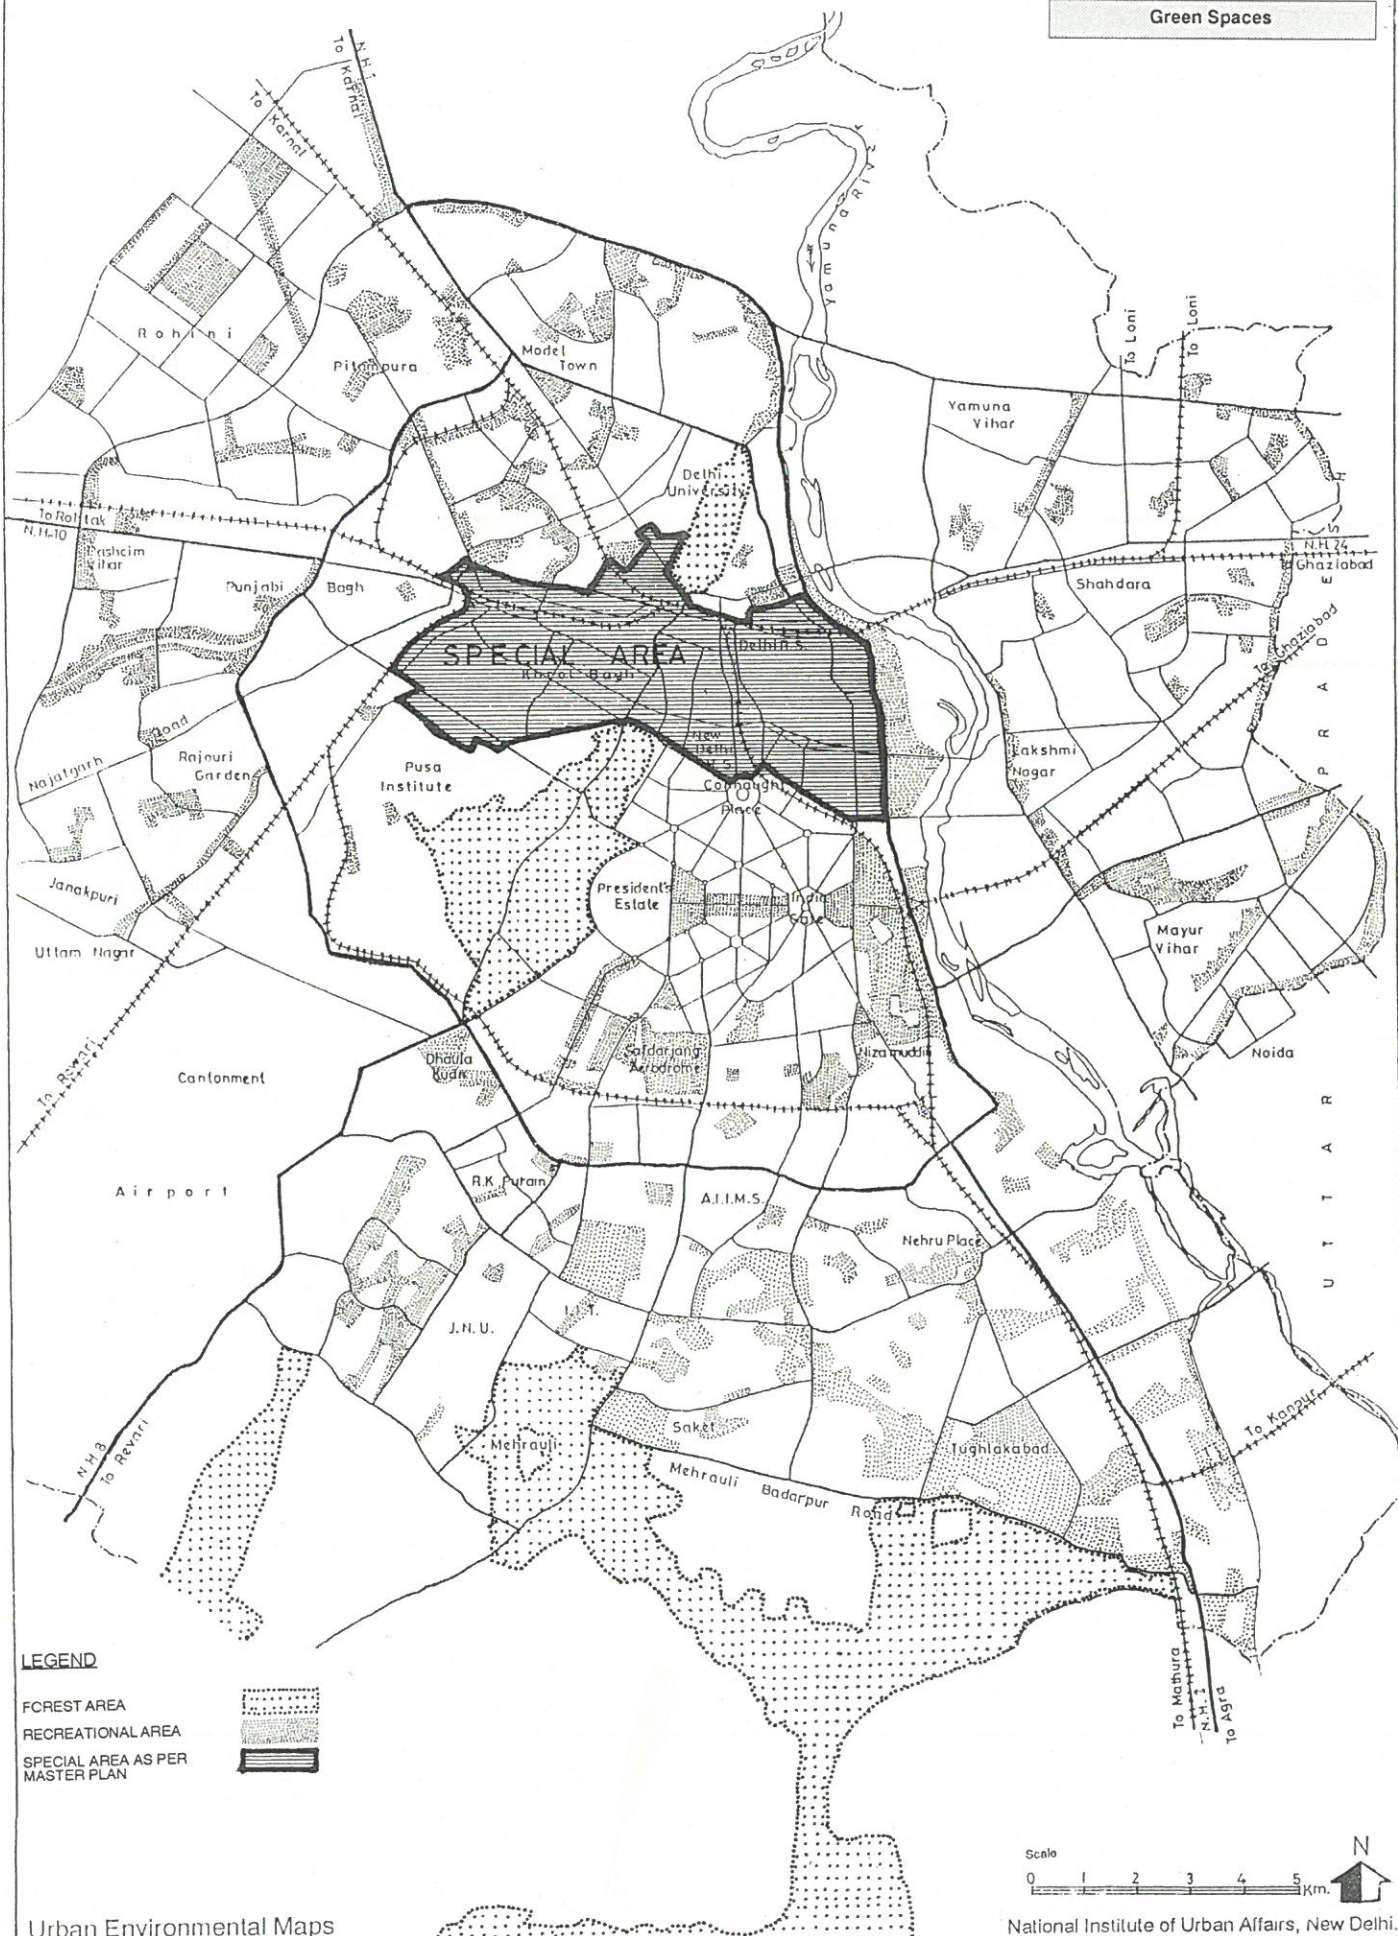 Green Spaces
To Karnal
N.H.1
To Karnal
Yamuna River
To Loni
To Loni
Rohini
Pitampura
Model
Town
Yamuna
Vihar
Delhi
University
To Rohtak
N.H-10
N.H. 24
Ghaziabad
Vihar
Punjabi Bagh
Shahdara
SPECIAL AREA
Delhi R.S.
To Ghaziabad
Najafgarh Road
Rajouri
Garden
New
Delhi
Lakshmi
Nagar
Pusa
Institute
Connaught
Place
Janakpuri
President's
Estate
India
Gate
Mayur
Vihar
Uttam Nagar
UTTAR PRADESH
Noida
Dhaula
Kuan
Safdarjang
Aerodrome
Nizamuddin
To Rewari
Cantonment
Airport
R.K. Puram
A.I.I.M.S.
Nehru Place
J.N.U.
I.I.T.
Saket
Mehrauli
Tughlakabad
To Kanpur
N.H.8
To Revari
Mehrauli Badarpur Road
To Mathura
N.H. 2
To Agra
LEGEND
FCREST AREA
RECREATIONAL AREA
SPECIAL AREA AS PER
MASTER PLAN
Scale
0 1 2 3 4 5 Km.
N
Urban Environmental Maps
National Institute of Urban Affairs, New Delhi.